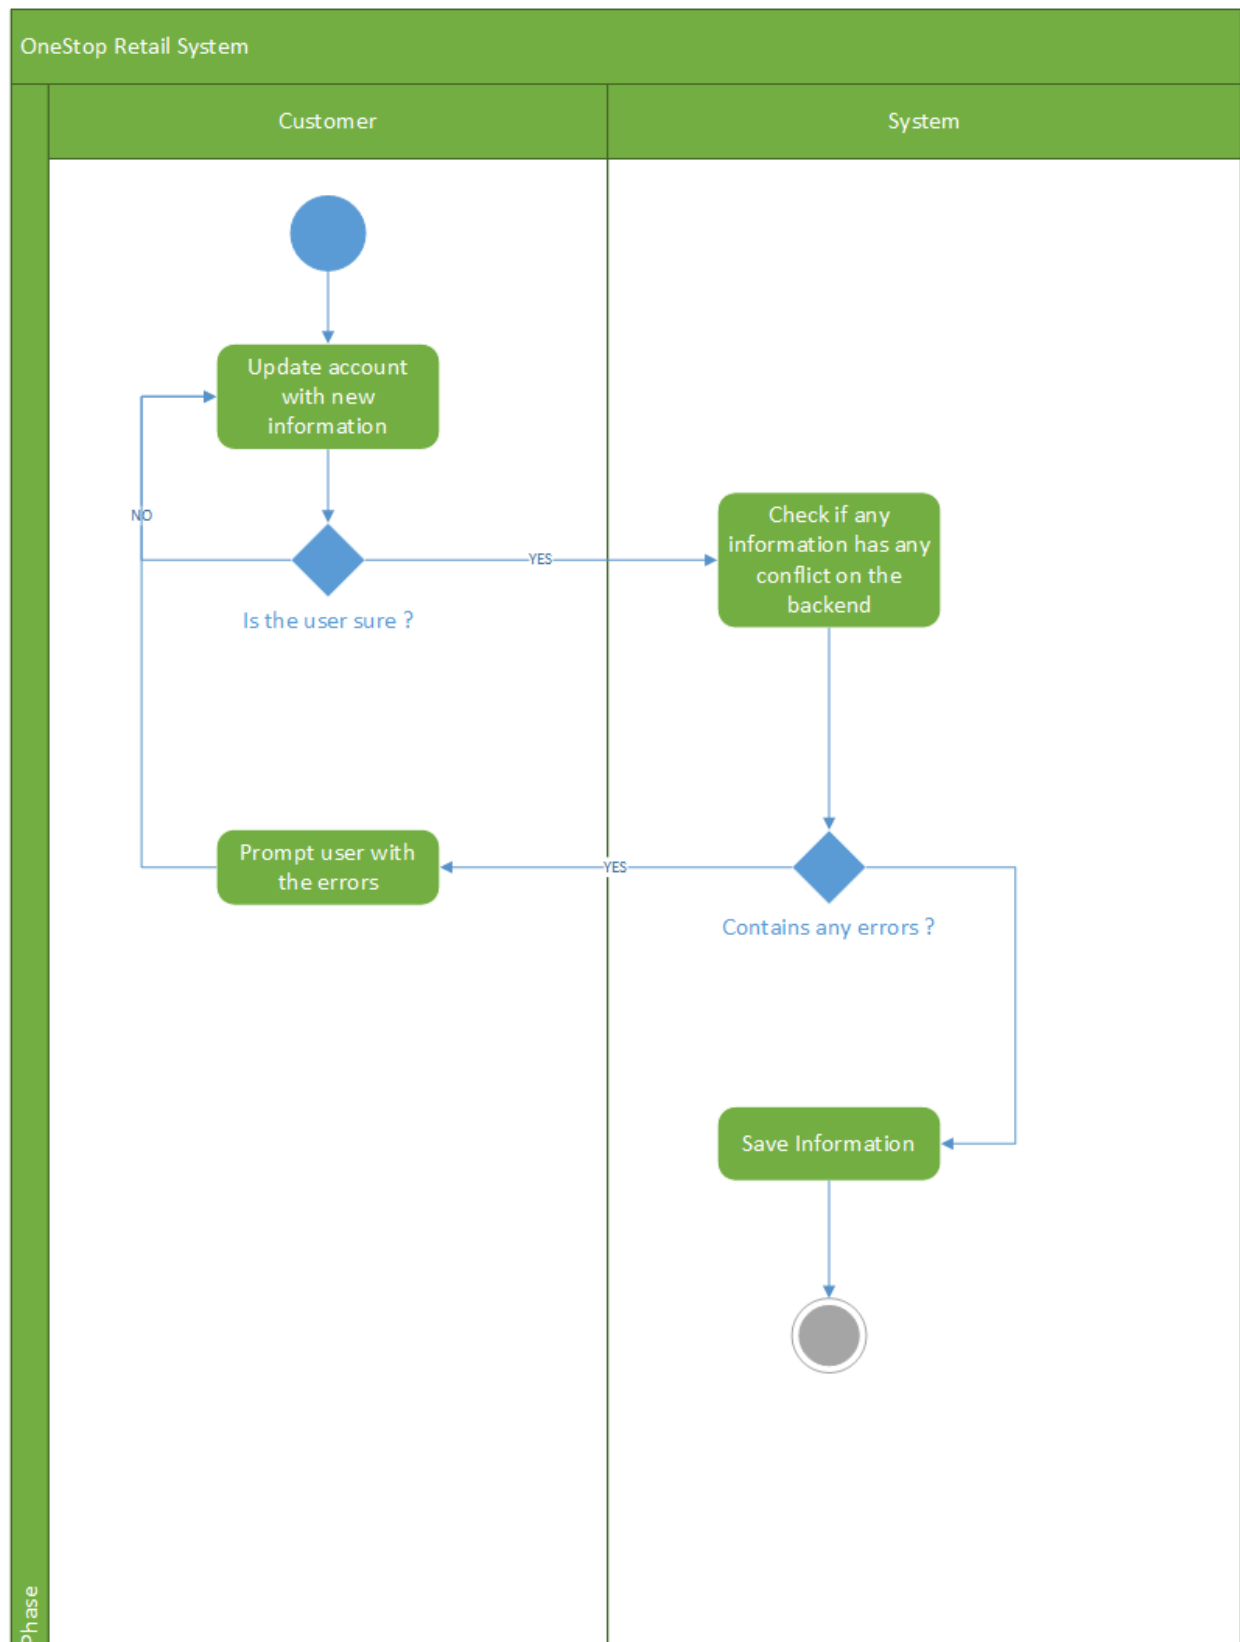 OneStop Retail System
Customer
System
Update account
with new
information
NO
YES
Is the user sure ?
Check if any
information has any
conflict on the
backend
Prompt user with
the errors
YES
Contains any errors ?
Save Information
Phase